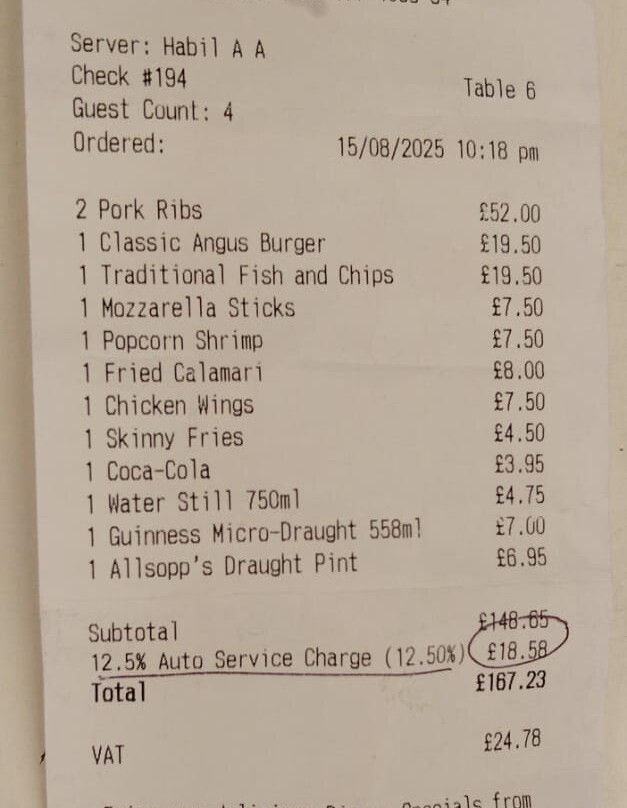 Server: Habil A A
Check #194
Table 6
Guest Count: 4
Ordered: 15/08/2025 10:18 pm
2 Pork Ribs £52.00
1 Classic Angus Burger £19.50
1 Traditional Fish and Chips £19.50
1 Mozzarella Sticks £7.50
1 Popcorn Shrimp £7.50
1 Fried Calamari £8.00
1 Chicken Wings £7.50
1 Skinny Fries £4.50
1 Coca-Cola £3.95
1 Water Still 750ml £4.75
1 Guinness Micro-Draught 558ml £7.00
1 Allsopp's Draught Pint £6.95
Subtotal £148.65
12.5% Auto Service Charge (12.50%) £18.58
Total £167.23
VAT £24.78
from